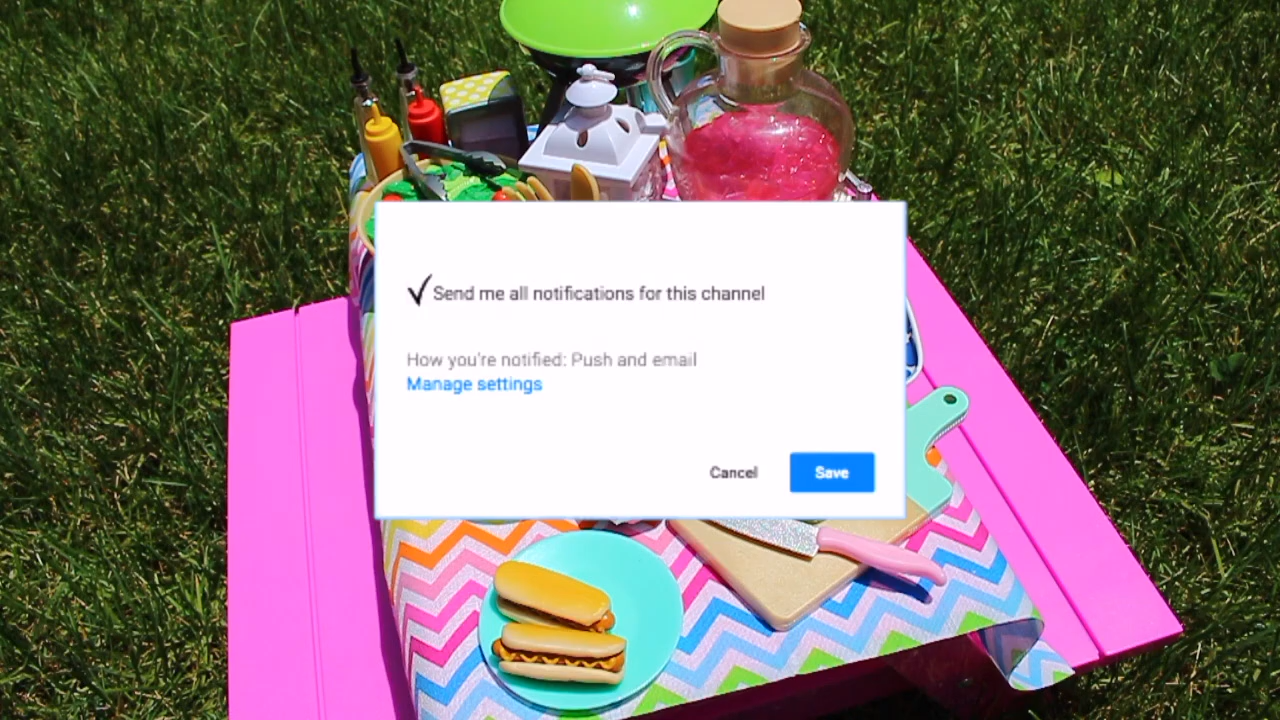 Send me all notifications for this channel
How you're notified: Push and email
Manage settings
Cancel Save